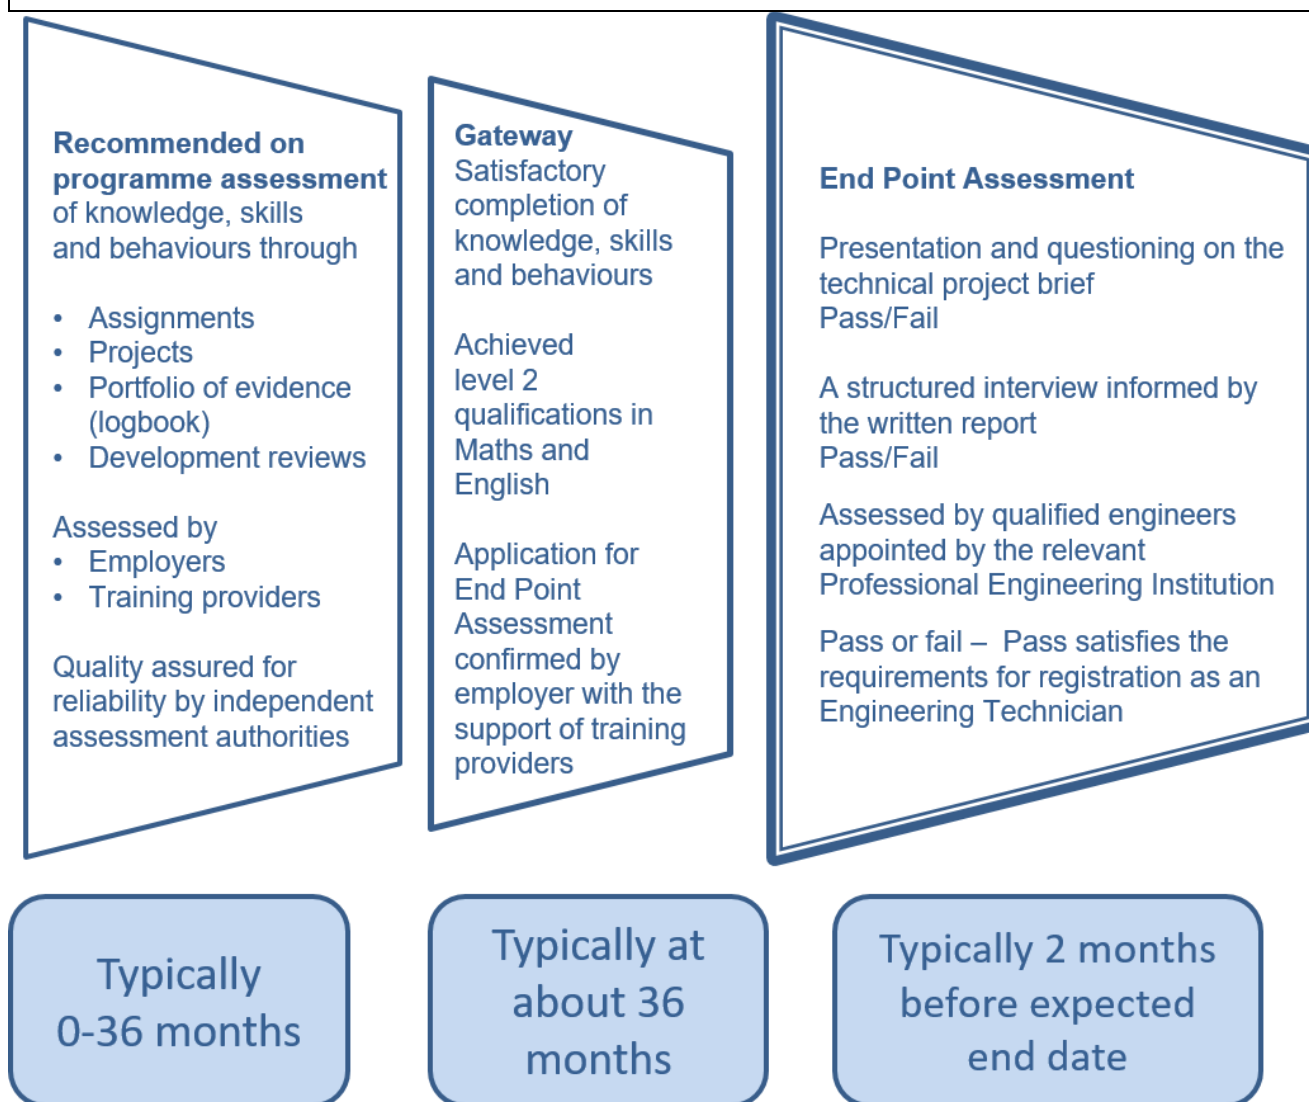 Recommended on
programme assessment
of knowledge, skills
and behaviours through
• Assignments
• Projects
• Portfolio of evidence
(logbook)
• Development reviews
Assessed by
• Employers
• Training providers
Quality assured for
reliability by independent
assessment authorities
Gateway
Satisfactory
completion of
knowledge, skills
and behaviours
Achieved
level 2
qualifications in
Maths and
English
Application for
End Point
Assessment
confirmed by
employer with the
support of training
providers
End Point Assessment
Presentation and questioning on the
technical project brief
Pass/Fail
A structured interview informed by
the written report
Pass/Fail
Assessed by qualified engineers
appointed by the relevant
Professional Engineering Institution
Pass or fail – Pass satisfies the
requirements for registration as an
Engineering Technician
Typically
0-36 months
Typically at
about 36
months
Typically 2 months
before expected
end date